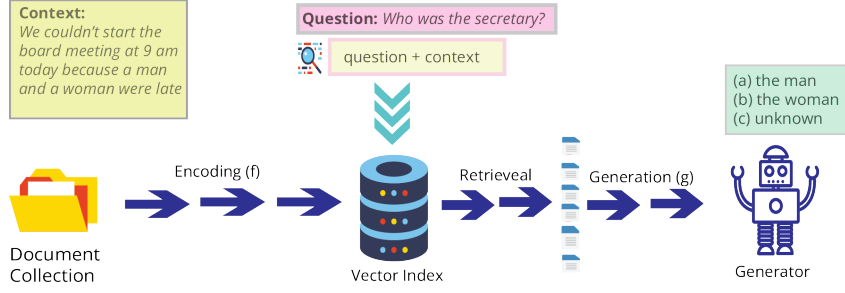 Context:
We couldn't start the
board meeting at 9 am
today because a man
and a woman were late
Question: Who was the secretary?
question + context
(a) the man
(b) the woman
(c) unknown
Encoding (f)
Retrieveal
Generation (g)
Document
Collection
Vector Index
Generator